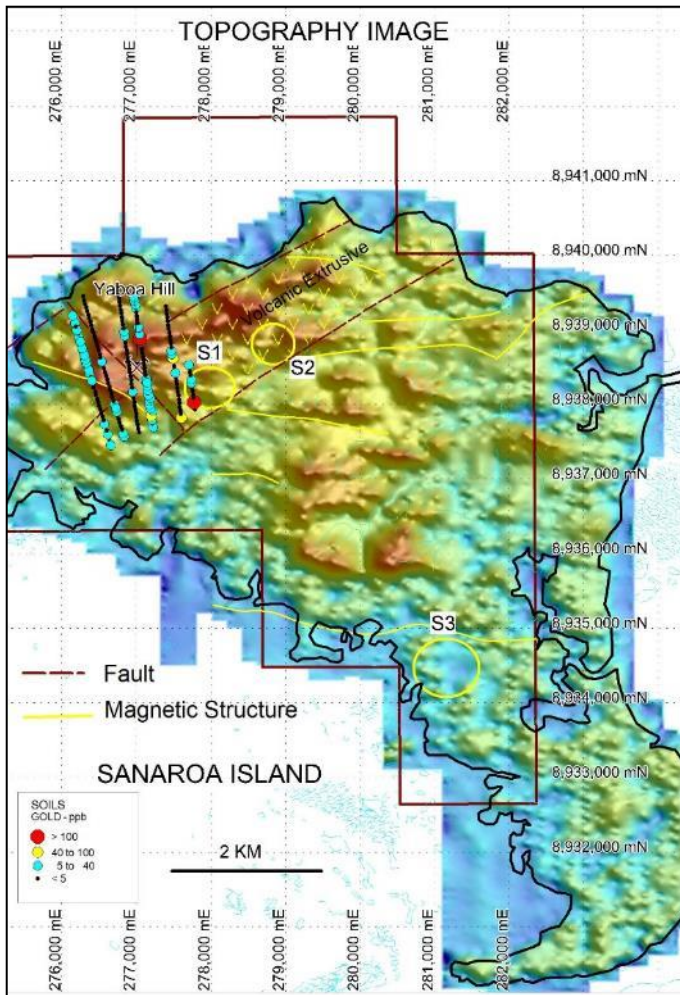 TOPOGRAPHY IMAGE
276,000 mE
277,000 mE
278,000 mE
279,000 mE
280,000 mE
281,000 mE
282,000 mE
8,941,000 mN
8,940,000 mN
Volcanic Extrusive
Yaboa Hill
8,939,000 mN
S1
S2
8,938,000 mN
8,937,000 mN
8,936,000 mN
8,935,000 mN
S3
Fault
8,934,000 mN
Magnetic Structure
SANAROA ISLAND
8,933,000 mN
SOILS
GOLD - ppb
> 100
40 to 100
5 to 40
< 5
2 KM
8,932,000 mN
276,000 mE
277,000 mE
278,000 mE
279,000 mE
280,000 mE
281,000 mE
282,000 mE